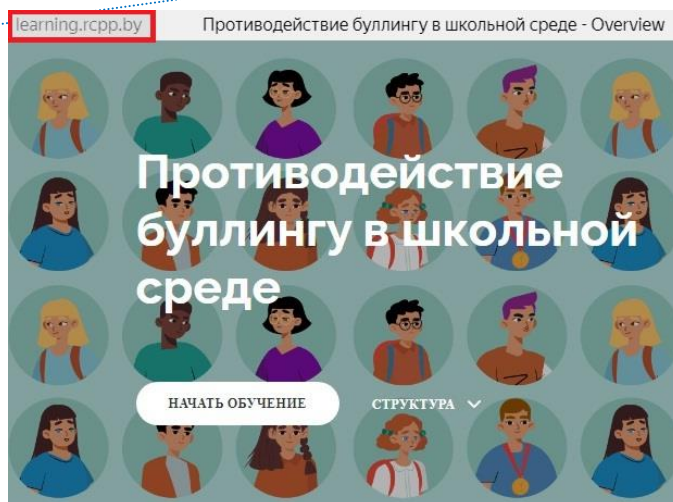 learning.rcpp.by Противодействие буллингу в школьной среде - Overview
Противодействие
буллингу в школьной
среде
НАЧАТЬ ОБУЧЕНИЕ СТРУКТУРА